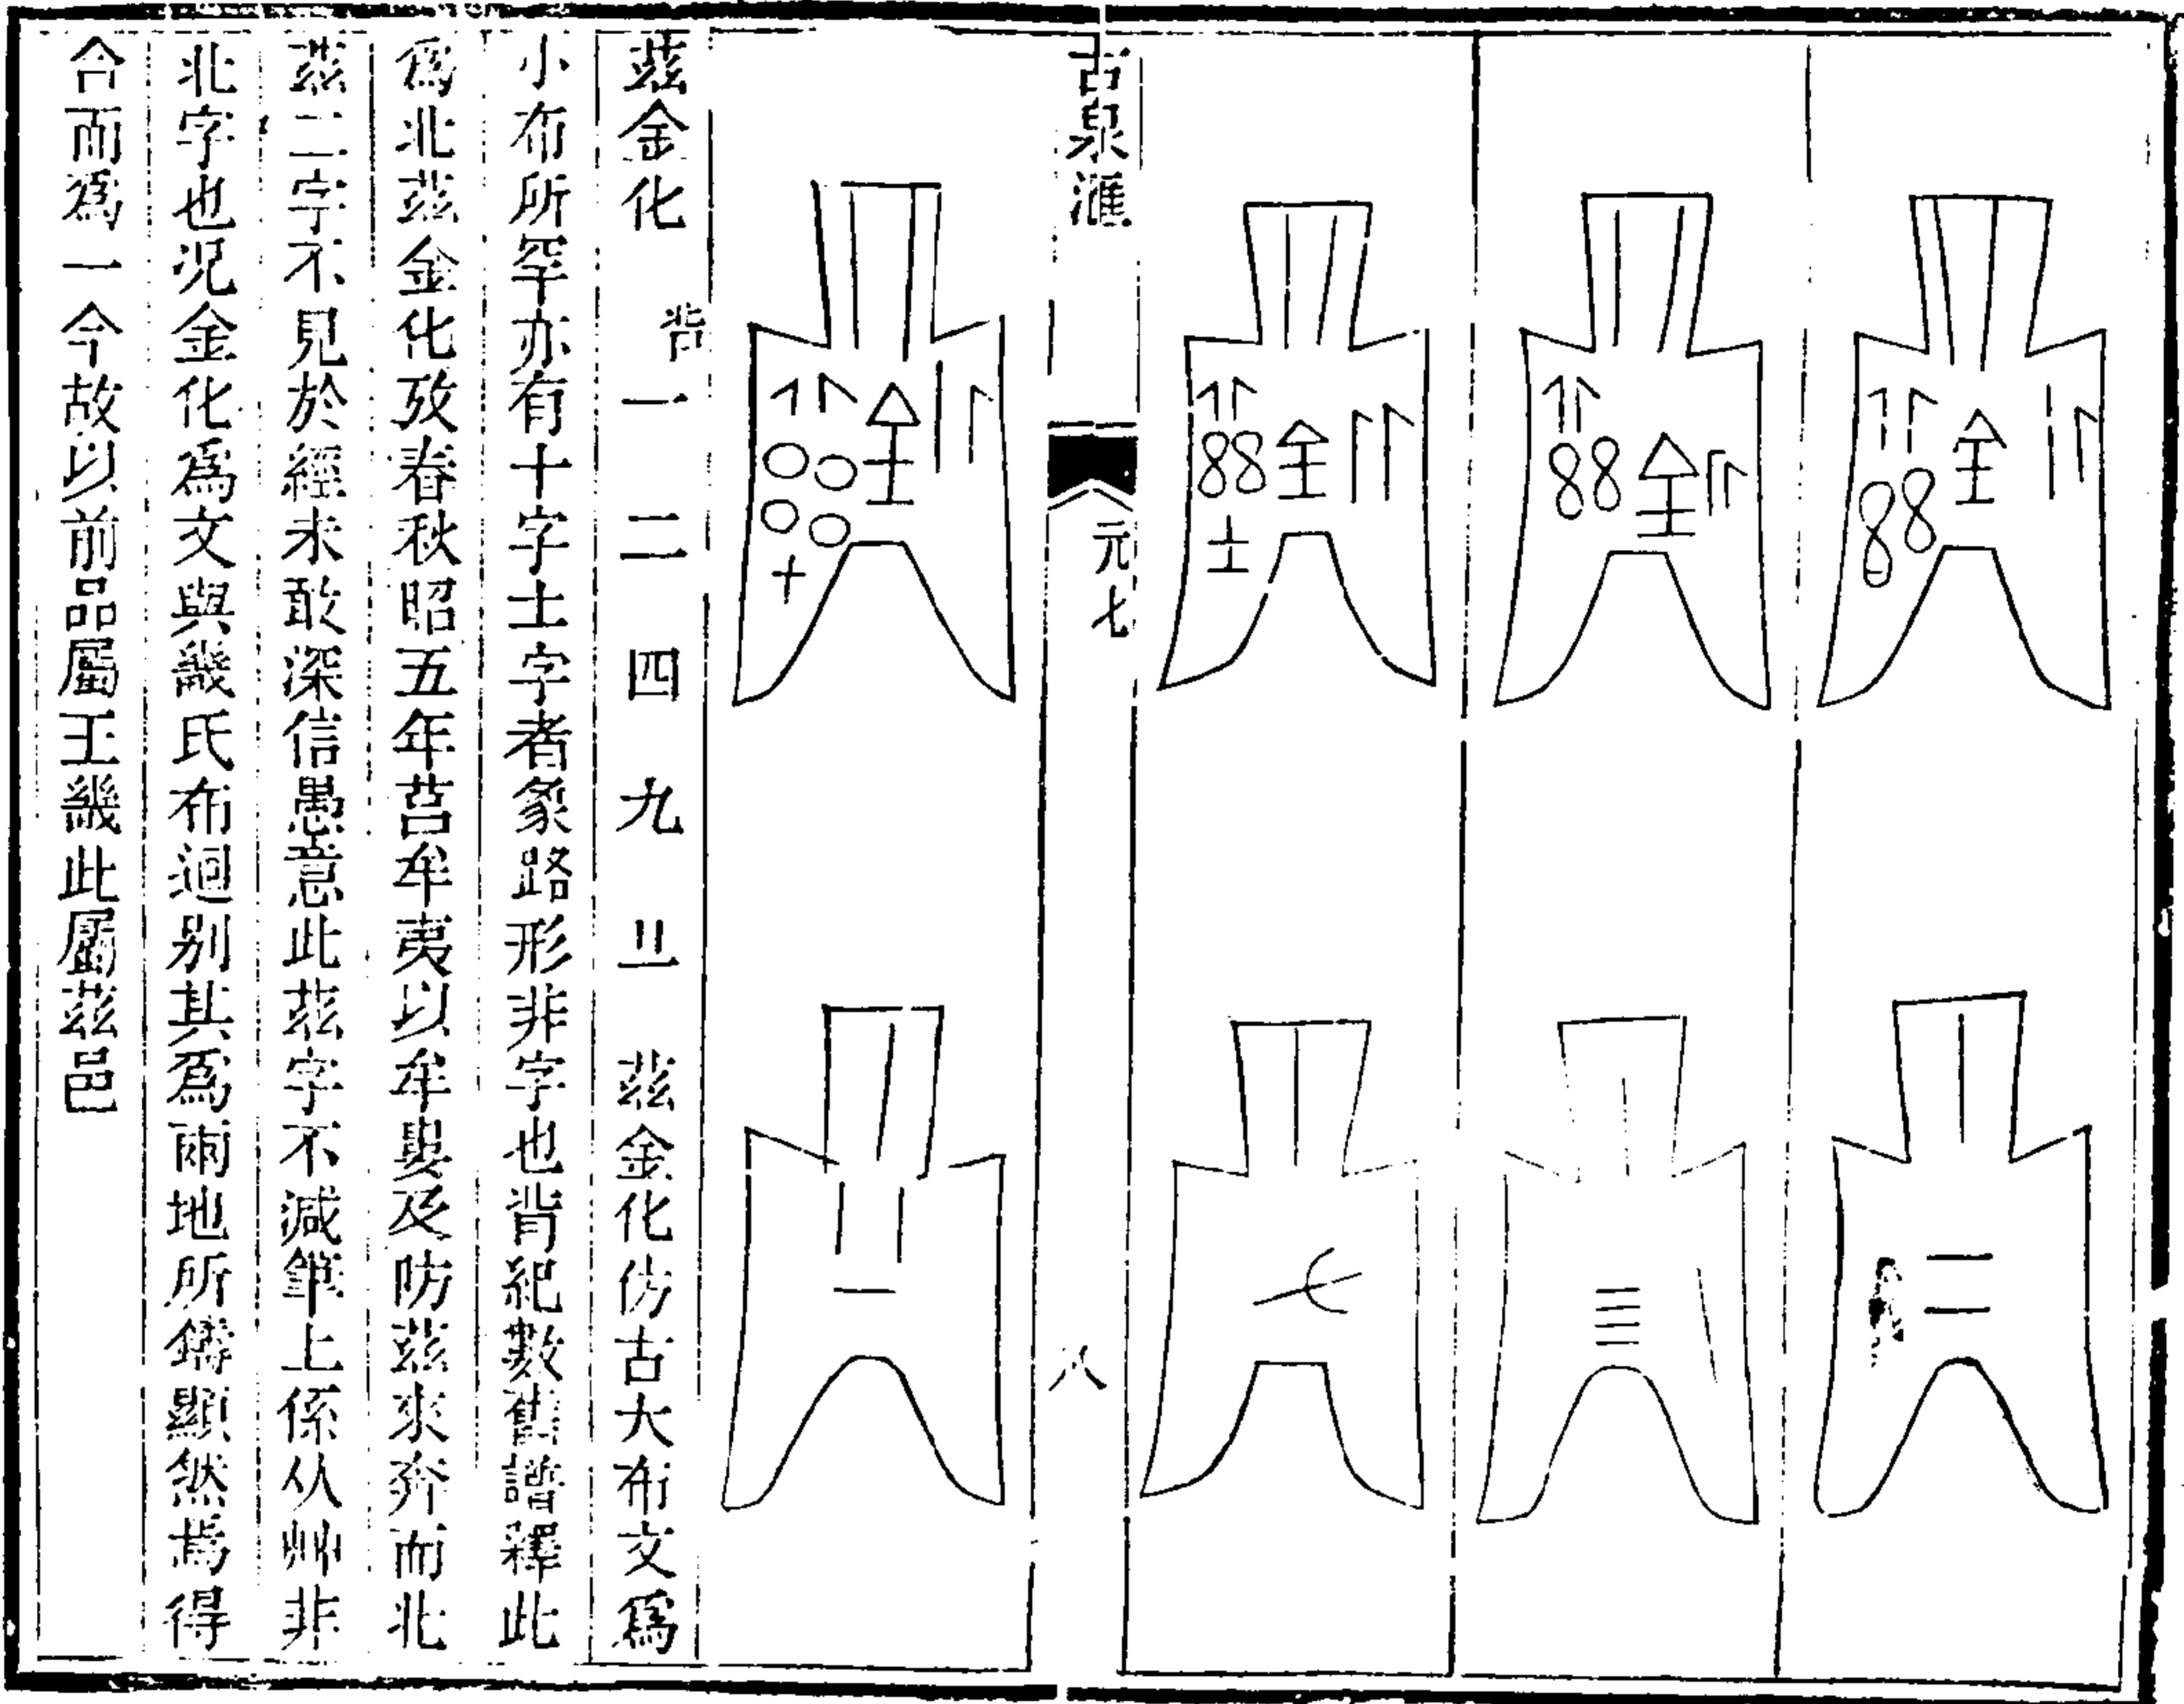 古泉滙
元七
八
茲金化 背 一 二 四 九 〢一 茲金化仿古大布文爲
小布所罕亦有十字土字者象路形非字也背紀數舊譜釋此
爲北茲金化攷春秋昭五年莒牟夷以牟婁及防茲來奔而北
茲二字不見於經未敢深信愚意此茲字不減筆上係从艸非
北字也況金化爲文與幾氏布迴别其爲兩地所鑄顯然焉得
合而爲一今故以前品屬王畿此屬茲邑